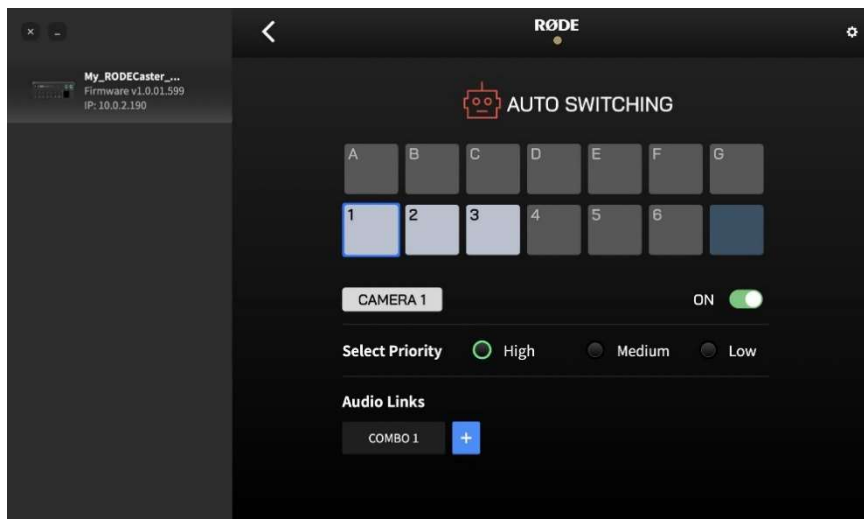 RØDE
My_RODECaster_...
Firmware v1.0.01.599
IP: 10.0.2.190
AUTO SWITCHING
A B C D E F G
1 2 3 4 5 6
CAMERA 1 ON
Select Priority High Medium Low
Audio Links
COMBO 1 +